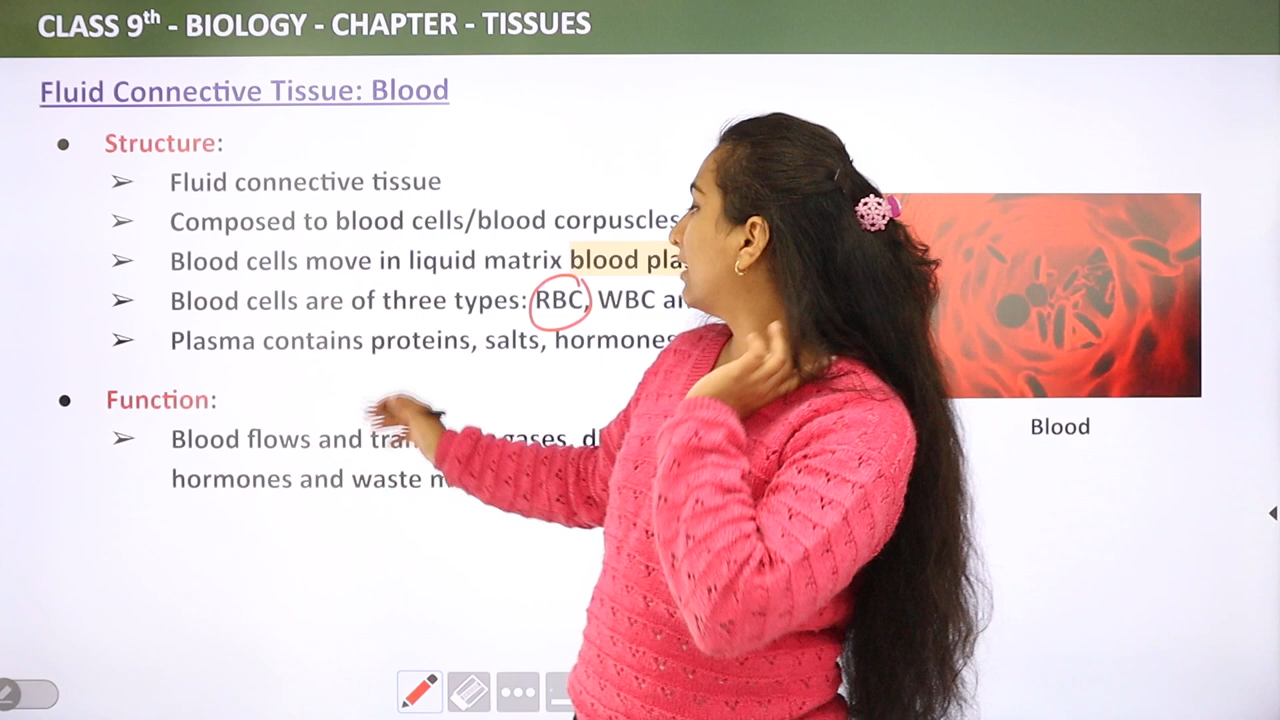 CLASS 9th - BIOLOGY - CHAPTER - TISSUES
Fluid Connective Tissue: Blood
● Structure:
➢ Fluid connective tissue
➢ Composed to blood cells/blood corpuscles
➢ Blood cells move in liquid matrix blood
➢ Blood cells are of three types: RBC, WBC
➢ Plasma contains proteins, salts, hormones
● Function:
➢ Blood flows and gases,
hormones and waste
Blood